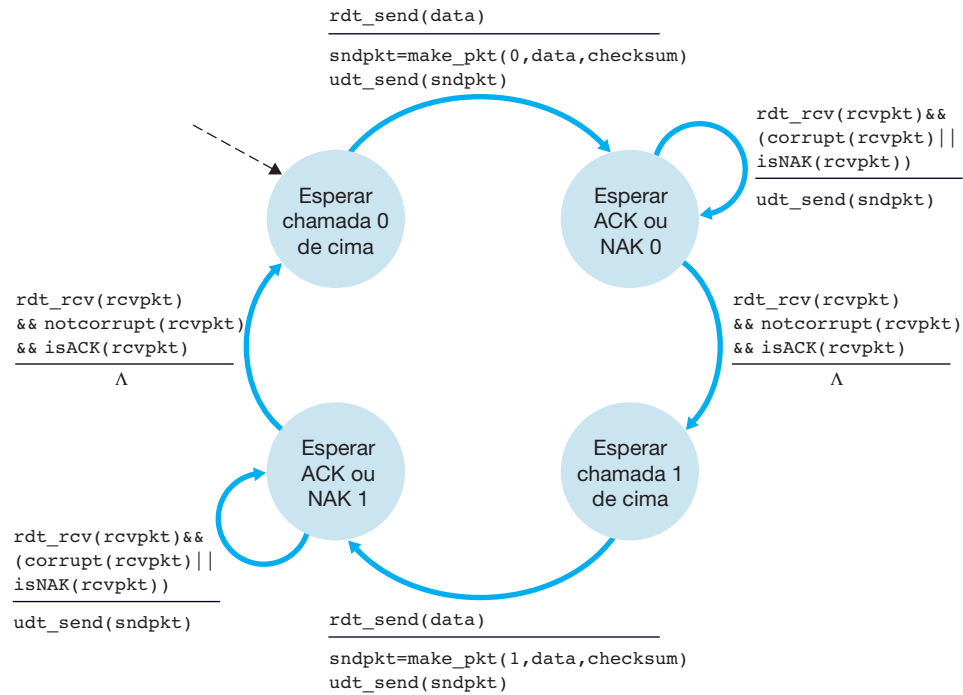 rdt_send(data)
sndpkt=make_pkt(0,data,checksum)
udt_send(sndpkt)
rdt_rcv(rcvpkt)&&
(corrupt(rcvpkt)||
isNAK(rcvpkt))
udt_send(sndpkt)
Esperar
chamada 0
de cima
Esperar
ACK ou
NAK 0
rdt_rcv(rcvpkt)
&& notcorrupt(rcvpkt)
&& isACK(rcvpkt)
Λ
rdt_rcv(rcvpkt)
&& notcorrupt(rcvpkt)
&& isACK(rcvpkt)
Λ
Esperar
ACK ou
NAK 1
Esperar
chamada 1
de cima
rdt_rcv(rcvpkt)&&
(corrupt(rcvpkt)||
isNAK(rcvpkt))
udt_send(sndpkt)
rdt_send(data)
sndpkt=make_pkt(1,data,checksum)
udt_send(sndpkt)